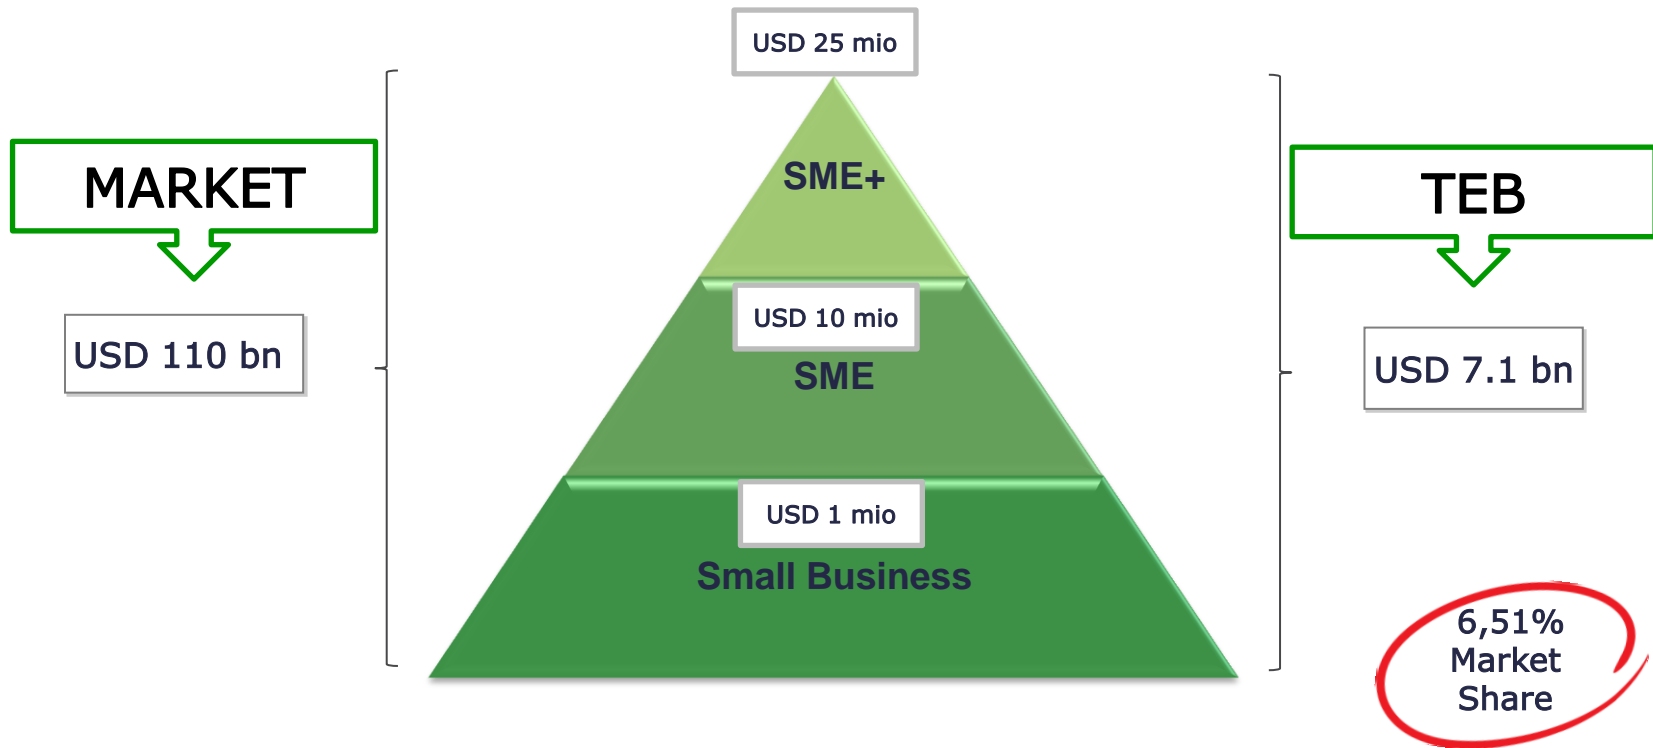 USD 25 mio
MARKET
USD 110 bn
SME+
USD 10 mio
SME
USD 1 mio
Small Business
TEB
USD 7.1 bn
6,51%
Market
Share